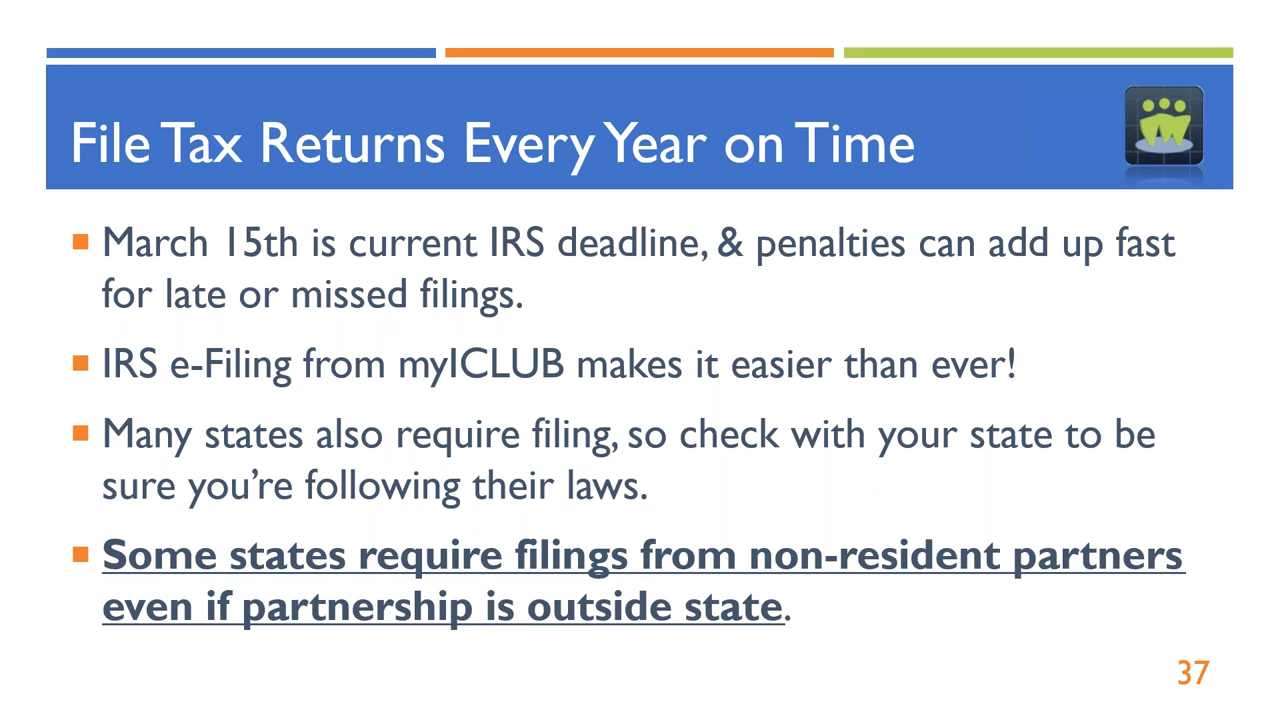 File Tax Returns Every Year on Time
March 15th is current IRS deadline, & penalties can add up fast
for late or missed filings.
IRS e-Filing from myICLUB makes it easier than ever!
Many states also require filing, so check with your state to be
sure you’re following their laws.
Some states require filings from non-resident partners
even if partnership is outside state.
37